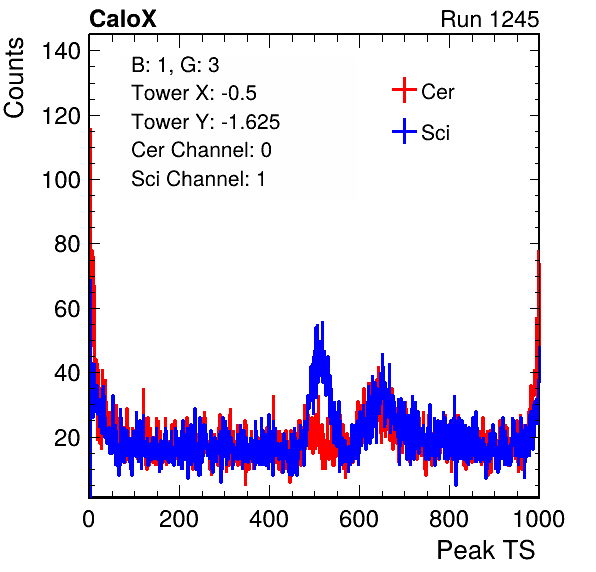 CaloX Run 1245
Counts
140
120
100
80
60
40
20
B: 1, G: 3
Tower X: -0.5
Tower Y: -1.625
Cer Channel: 0
Sci Channel: 1
Cer
Sci
0 200 400 600 800 1000
Peak TS